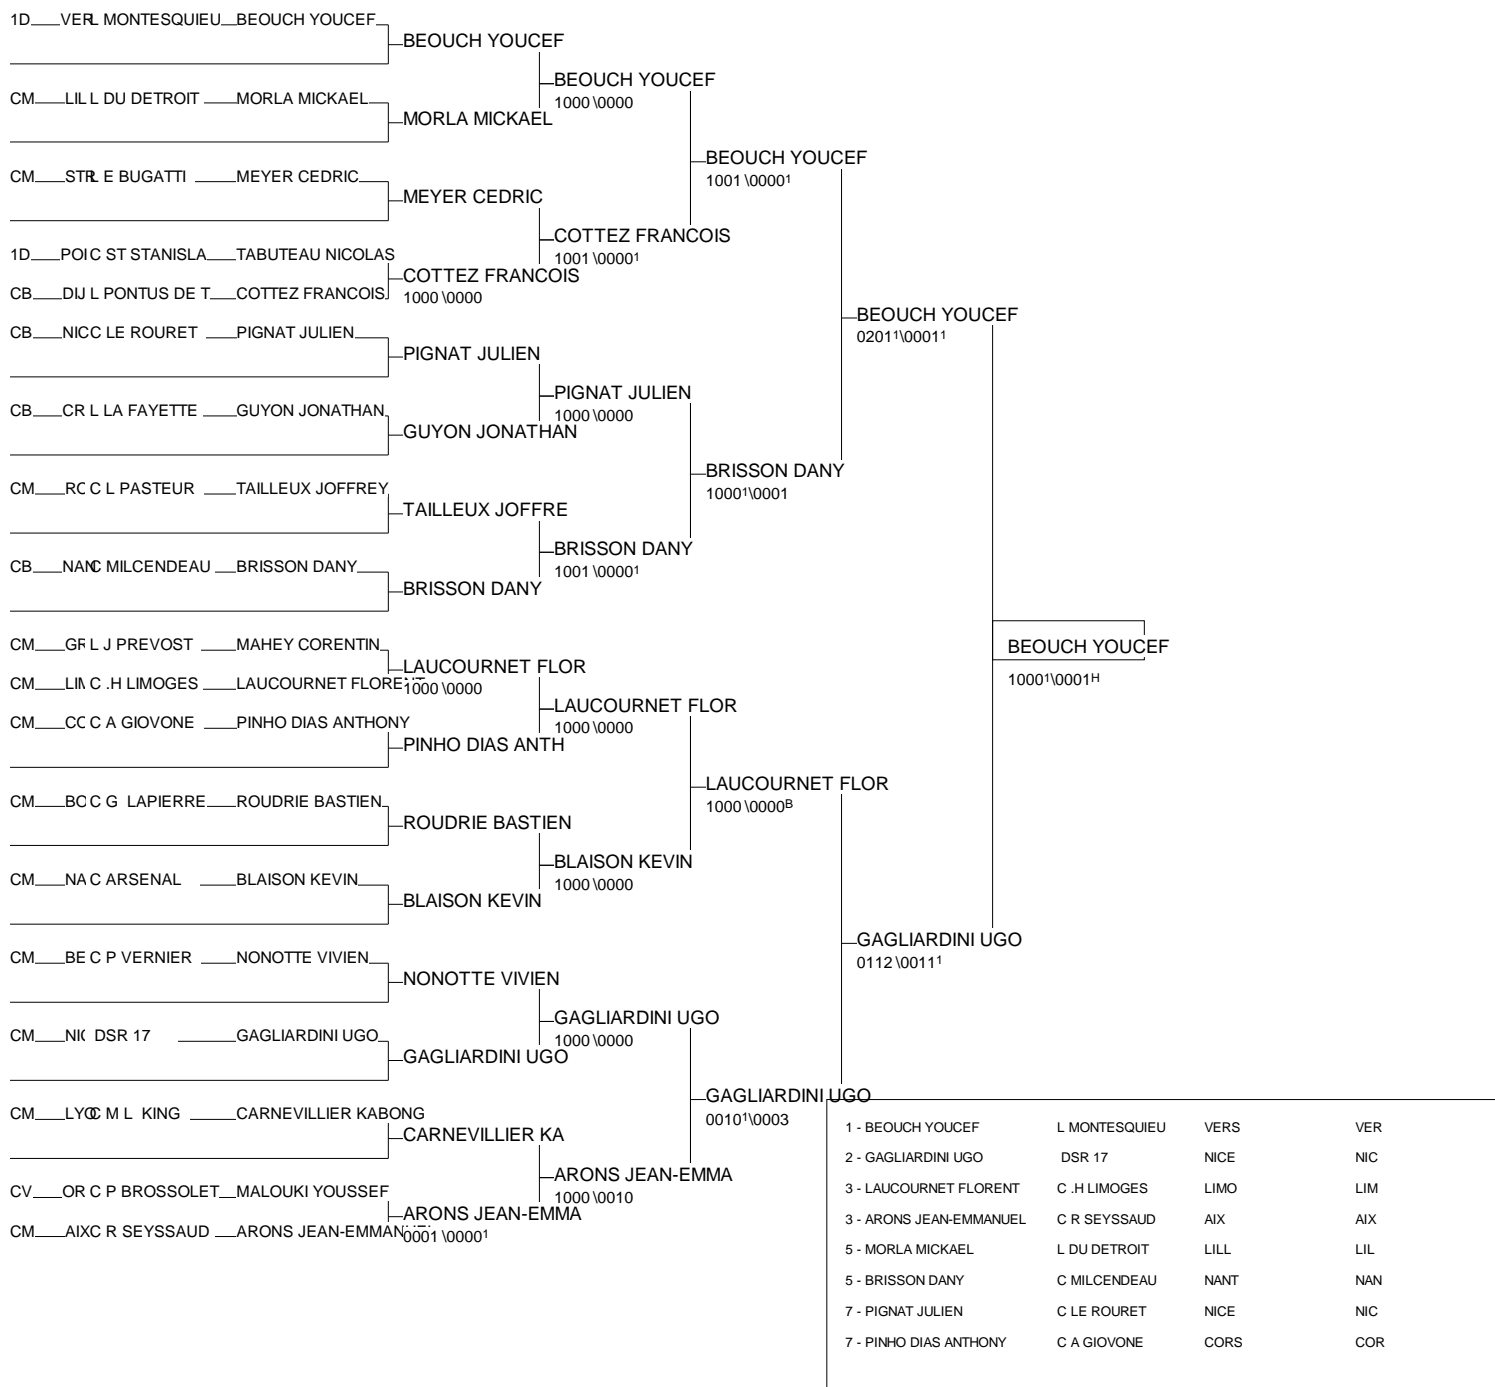 1D VER L MONTESQUIEU BEOUCH YOUCEF
BEOUCH YOUCEF
BEOUCH YOUCEF
1000 \0000
CM LIL L DU DETROIT MORLA MICKAEL
MORLA MICKAEL
BEOUCH YOUCEF
1001 \0000¹
CM STR L E BUGATTI MEYER CEDRIC
MEYER CEDRIC
COTTEZ FRANCOIS
1001 \0000¹
1D POI C ST STANISLA TABUTEAU NICOLAS
COTTEZ FRANCOIS
1000 \0000
CB DIJ L PONTUS DE T COTTEZ FRANCOIS
BEOUCH YOUCEF
0201¹\0001¹
CB NIC C LE ROURET PIGNAT JULIEN
PIGNAT JULIEN
PIGNAT JULIEN
1000 \0000
CB CR L LA FAYETTE GUYON JONATHAN
GUYON JONATHAN
BRISSON DANY
1000¹\0001
CM RO C L PASTEUR TAILLEUX JOFFREY
TAILLEUX JOFFRE
BRISSON DANY
1001 \0000¹
CB NAN C MILCENDEAU BRISSON DANY
BRISSON DANY
BEOUCH YOUCEF
1000¹\0001ᴴ
CM GR L J PREVOST MAHEY CORENTIN
LAUCOURNET FLOR
1000 \0000
CM LIM C .H LIMOGES LAUCOURNET FLORENT
LAUCOURNET FLOR
1000 \0000
CM CO C A GIOVONE PINHO DIAS ANTHONY
PINHO DIAS ANTH
LAUCOURNET FLOR
1000 \0000ᴮ
CM BO C G LAPIERRE ROUDRIE BASTIEN
ROUDRIE BASTIEN
BLAISON KEVIN
1000 \0000
CM NA C ARSENAL BLAISON KEVIN
BLAISON KEVIN
GAGLIARDINI UGO
0112 \0011¹
CM BE C P VERNIER NONOTTE VIVIEN
NONOTTE VIVIEN
GAGLIARDINI UGO
1000 \0000
CM NIC DSR 17 GAGLIARDINI UGO
GAGLIARDINI UGO
GAGLIARDINI UGO
0010¹\0003
CM LYO C M L KING CARNEVILLIER KABONG
CARNEVILLIER KA
ARONS JEAN-EMMA
1000 \0010
CV OR C P BROSSOLET MALOUKI YOUSSEF
ARONS JEAN-EMMA
0001 \0000¹
CM AIX C R SEYSSAUD ARONS JEAN-EMMANUEL
1 - BEOUCH YOUCEF L MONTESQUIEU VERS VER
2 - GAGLIARDINI UGO DSR 17 NICE NIC
3 - LAUCOURNET FLORENT C .H LIMOGES LIMO LIM
3 - ARONS JEAN-EMMANUEL C R SEYSSAUD AIX AIX
5 - MORLA MICKAEL L DU DETROIT LILL LIL
5 - BRISSON DANY C MILCENDEAU NANT NAN
7 - PIGNAT JULIEN C LE ROURET NICE NIC
7 - PINHO DIAS ANTHONY C A GIOVONE CORS COR